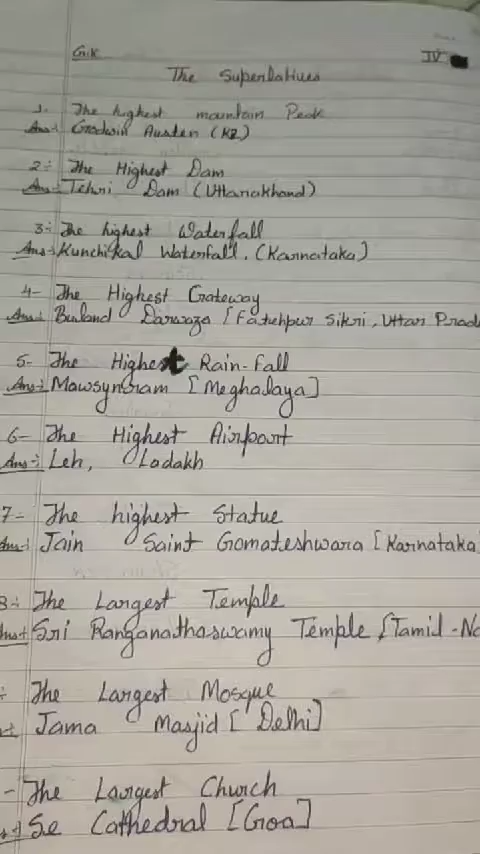 G.K
IV
The Superlatives
1. The highest mountain Peak
Ans:- Godwin Austen (K2)
2:- The Highest Dam
Ans:- Tehri Dam (Uttarakhand)
3:- The highest Waterfall
Ans:- Kunchikal Waterfall. (Karnataka)
4- The Highest Gateway
Ans:- Buland Darwaza [Fatehpur Sikri, Uttar Prad
5- The Highest Rain-Fall
Ans:- Mawsynram [Meghalaya]
6- The Highest Airport
Ans:- Leh, Ladakh
7- The highest Statue
Ans:- Jain Saint Gomateshwara [Karnataka
8:- The Largest Temple
Ans:- Sri Ranganathaswamy Temple [Tamil-Na
:- The Largest Mosque
:- Jama Masjid [Delhi]
- The Largest Church
Se Cathedral [Goa]